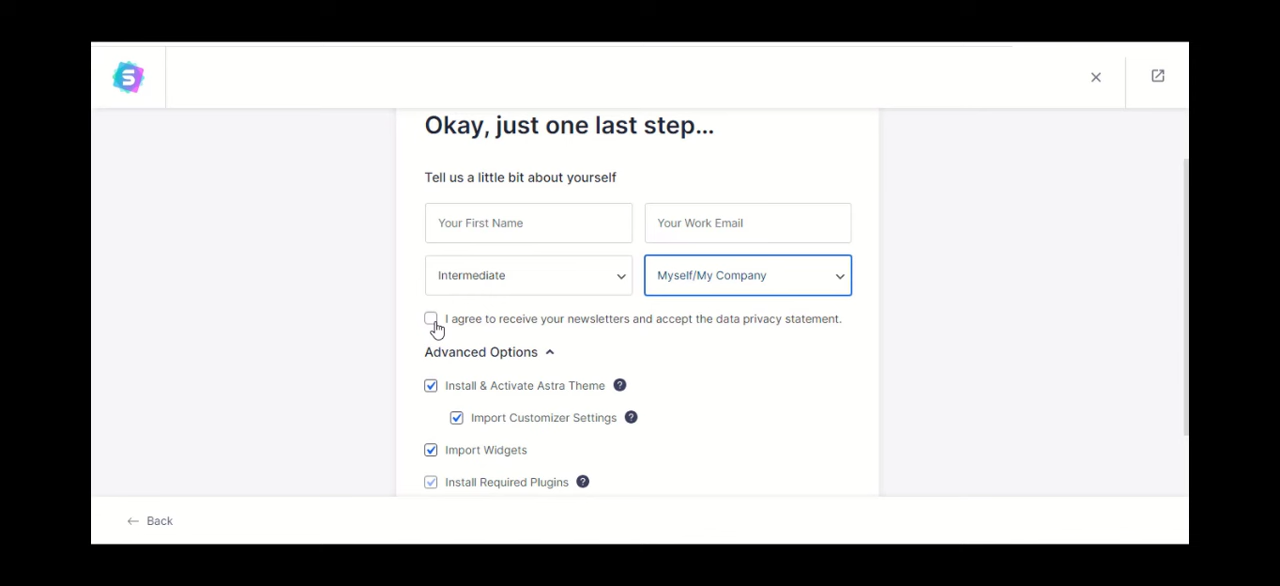 S
Okay, just one last step...
Tell us a little bit about yourself
Your First Name
Your Work Email
Intermediate
Myself/My Company
I agree to receive your newsletters and accept the data privacy statement.
Advanced Options
Install & Activate Astra Theme ?
Import Customizer Settings ?
Import Widgets
Install Required Plugins ?
← Back